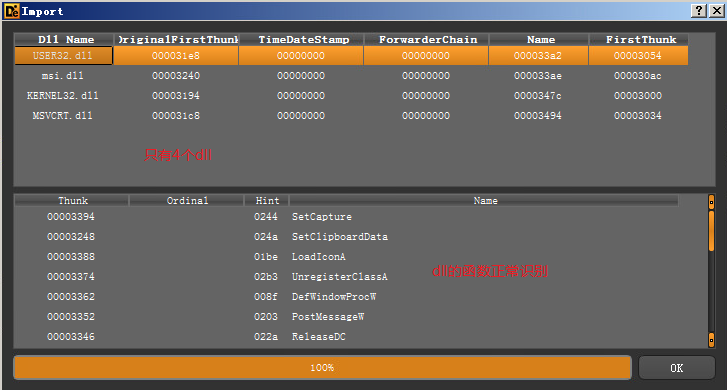 Import
Dll Name OriginalFirstThunk TimeDateStamp ForwarderChain Name FirstThunk
USER32.dll 000031e8 00000000 00000000 000033a2 00003054
msi.dll 00003240 00000000 00000000 000033ae 000030ac
KERNEL32.dll 00003194 00000000 00000000 0000347c 00003000
MSVCRT.dll 000031c8 00000000 00000000 00003494 00003034
只有4个dll
Thunk Ordinal Hint Name
00003394 0244 SetCapture
00003248 024a SetClipboardData
00003388 01be LoadIconA
00003374 02b3 UnregisterClassA
dll的函数正常识别
00003362 008f DefWindowProcW
00003352 0203 PostMessageW
00003346 022a ReleaseDC
100% OK